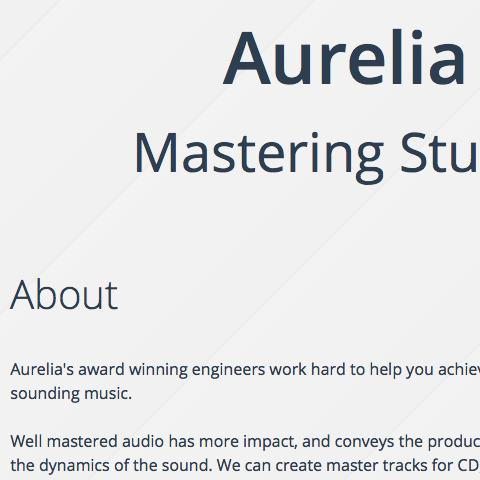 Aurelia
Mastering Stu
About
Aurelia's award winning engineers work hard to help you achiev
sounding music.
Well mastered audio has more impact, and conveys the produc
the dynamics of the sound. We can create master tracks for CD,